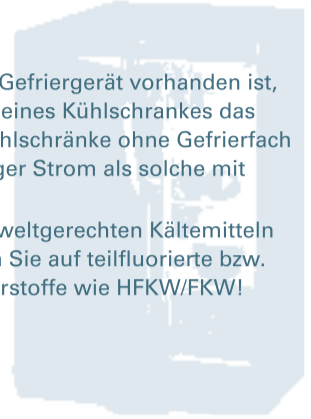 Gefriergerät vorhanden ist,
eines Kühlschrankes das
hlschränke ohne Gefrierfach
ger Strom als solche mit
weltgerechten Kältemitteln
Sie auf teilfluorierte bzw.
rstoffe wie HFKW/FKW!